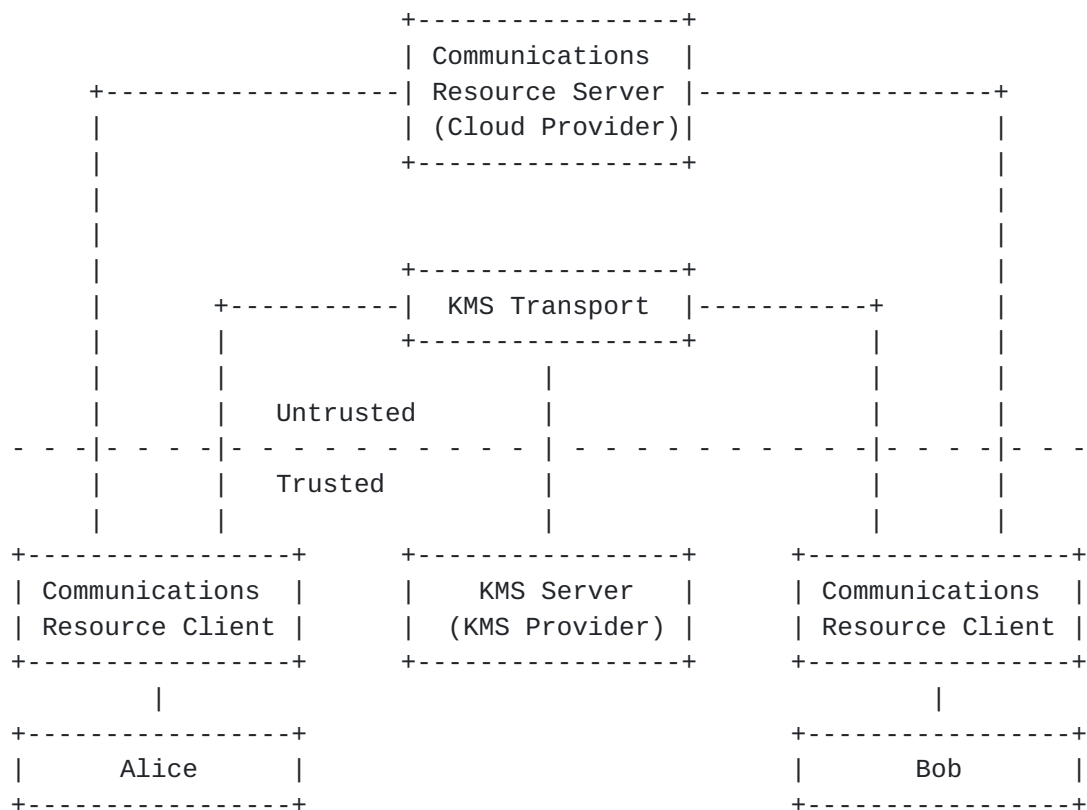 Communications
Resource Server
(Cloud Provider)
KMS Transport
Untrusted
Trusted
Communications
Resource Client
KMS Server
(KMS Provider)
Communications
Resource Client
Alice
Bob